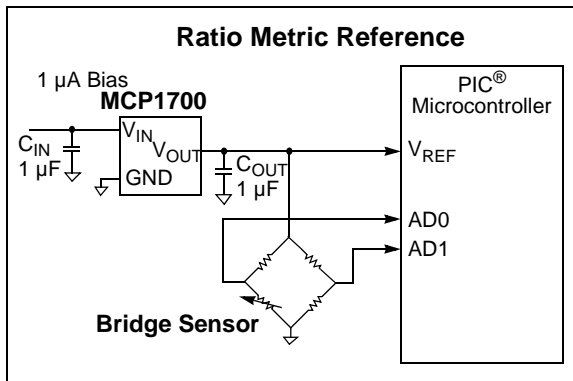 Ratio Metric Reference
1 µA Bias
MCP1700
PIC®
Microcontroller
VIN
VOUT
GND
CIN
1 µF
COUT
1 µF
VREF
AD0
AD1
Bridge Sensor